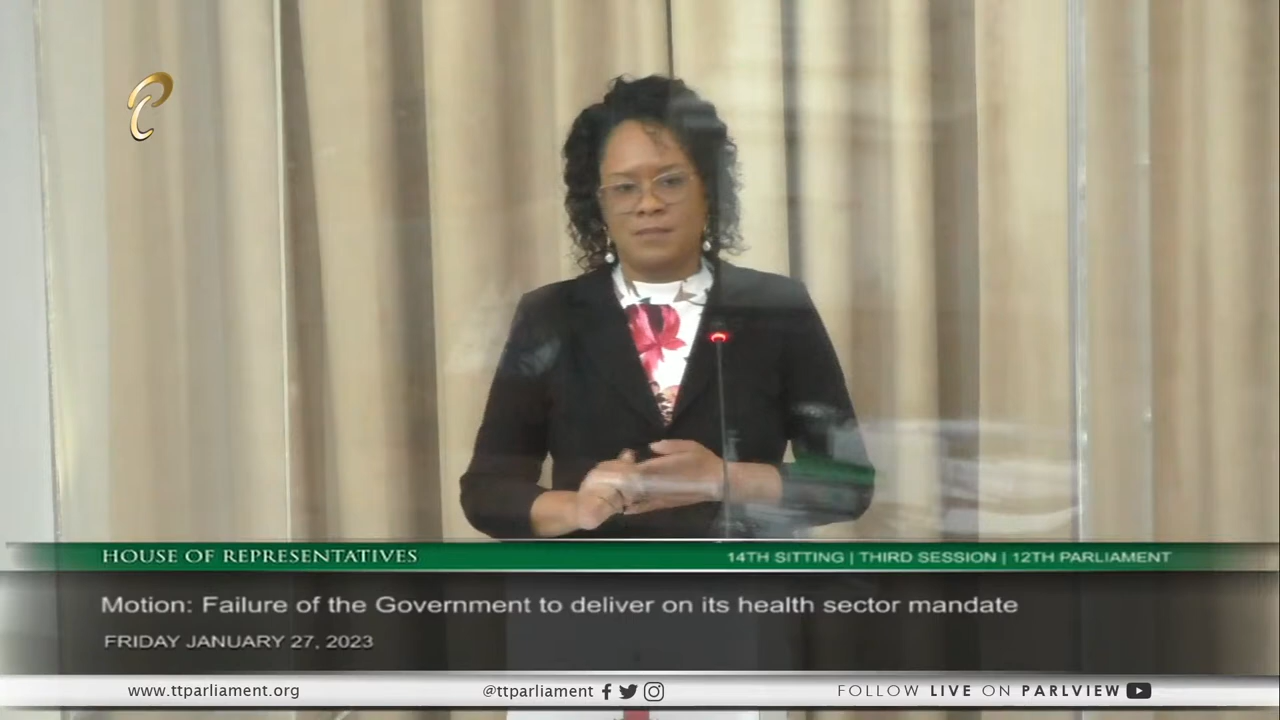 HOUSE OF REPRESENTATIVES
14TH SITTING | THIRD SESSION | 12TH PARLIAMENT
Motion: Failure of the Government to deliver on its health sector mandate
FRIDAY JANUARY 27, 2023
www.ttparliament.org
@ttparliament
FOLLOW LIVE ON PARLVIEW